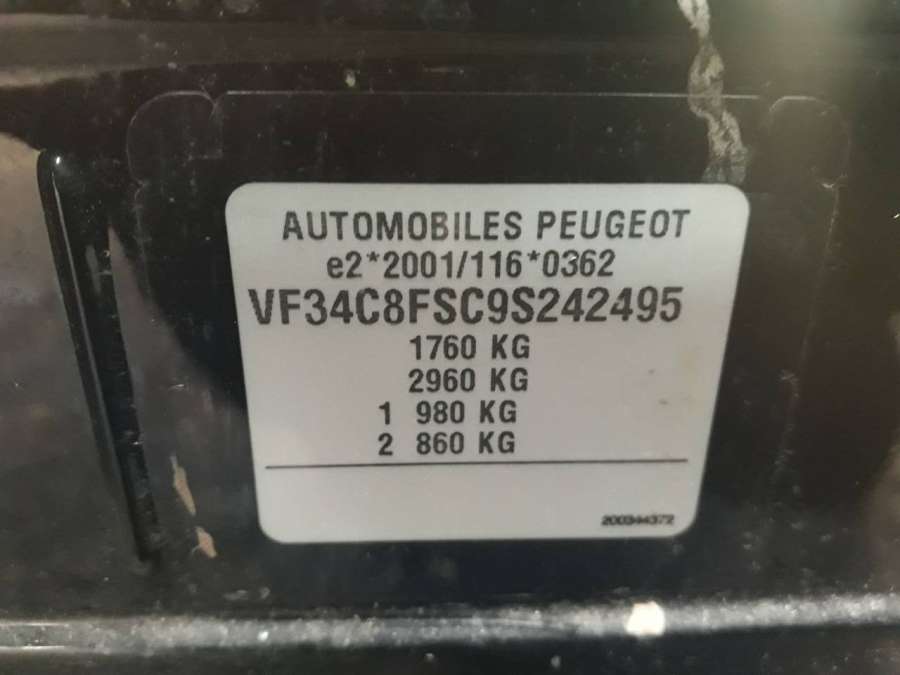 AUTOMOBILES PEUGEOT
e2*2001/116*0362
VF34C8FSC9S242495
1760 KG
2960 KG
1 980 KG
2 860 KG
200344372